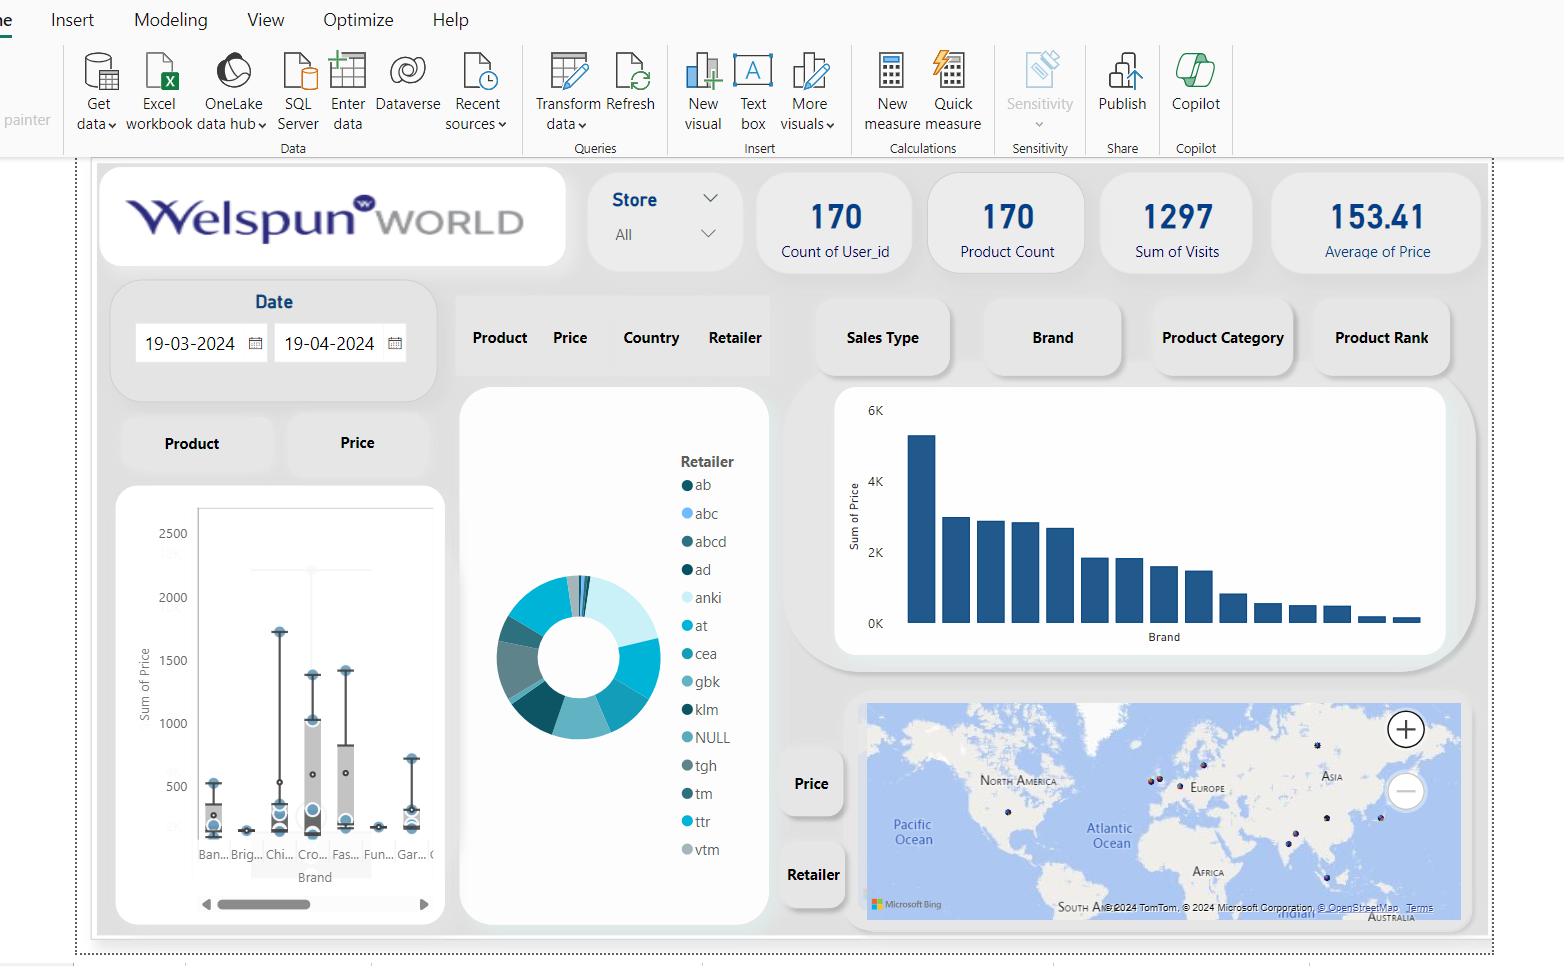 Insert Modeling View Optimize Help
painter
Get data
Excel workbook
OneLake data hub
SQL Server
Enter data
Dataverse
Recent sources
Data
Transform data
Refresh
Queries
New visual
Text box
More visuals
Insert
New measure
Quick measure
Calculations
Sensitivity
Sensitivity
Publish
Share
Copilot
Copilot
Welspun W WORLD
Store
All
170
Count of User_id
170
Product Count
1297
Sum of Visits
153.41
Average of Price
Date
19-03-2024 19-04-2024
Product Price Country Retailer
Sales Type Brand Product Category Product Rank
Product Price
2500
2000
1500
1000
500
Sum of Price
Ban... Brig... Chi... Cro... Fas... Fun... Gar...
Brand
Retailer
ab
abc
abcd
ad
anki
at
cea
gbk
klm
NULL
tgh
tm
ttr
vtm
6K
4K
2K
0K
Sum of Price
Brand
Price
Retailer
NORTH AMERICA
EUROPE
ASIA
Pacific Ocean
Atlantic Ocean
AFRICA
Microsoft Bing
© 2024 TomTom, © 2024 Microsoft Corporation, © OpenStreetMap Terms
AUSTRALIA